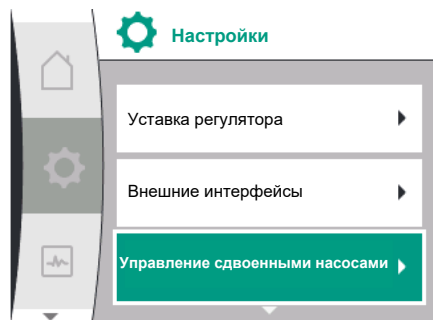 Настройки
Уставка регулятора
Внешние интерфейсы
Управление сдвоенными насосами